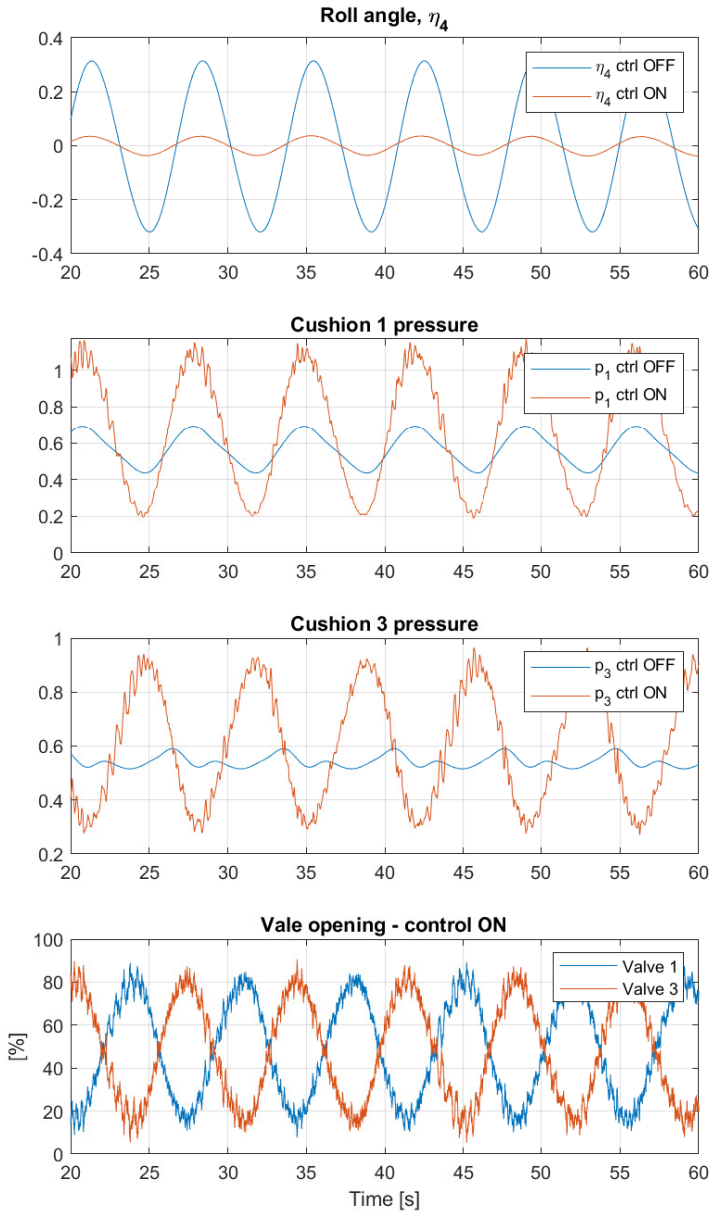 Roll angle, η4
0.4
0.2
0
-0.2
-0.4
η4 ctrl OFF
η4 ctrl ON
20 25 30 35 40 45 50 55 60
Cushion 1 pressure
1
0.8
0.6
0.4
0.2
0
p1 ctrl OFF
p1 ctrl ON
20 25 30 35 40 45 50 55 60
Cushion 3 pressure
1
0.8
0.6
0.4
0.2
p3 ctrl OFF
p3 ctrl ON
20 25 30 35 40 45 50 55 60
Vale opening - control ON
100
80
60
40
20
0
[%]
Valve 1
Valve 3
20 25 30 35 40 45 50 55 60
Time [s]